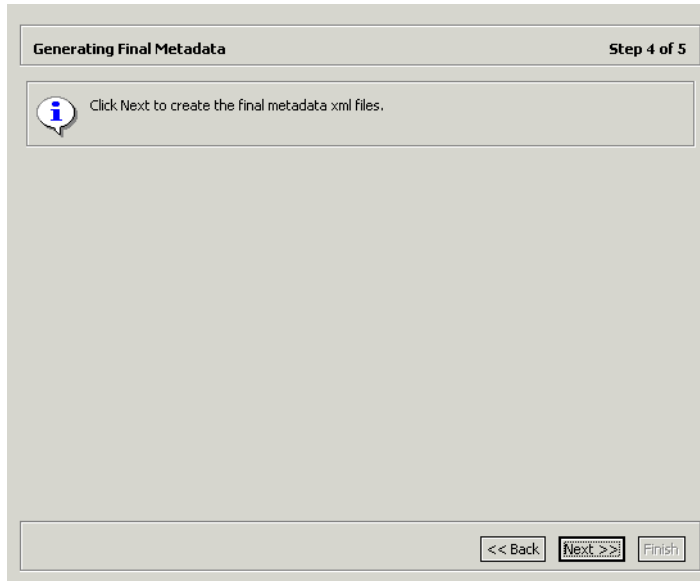 Generating Final Metadata Step 4 of 5
Click Next to create the final metadata xml files.
<< Back Next >> Finish